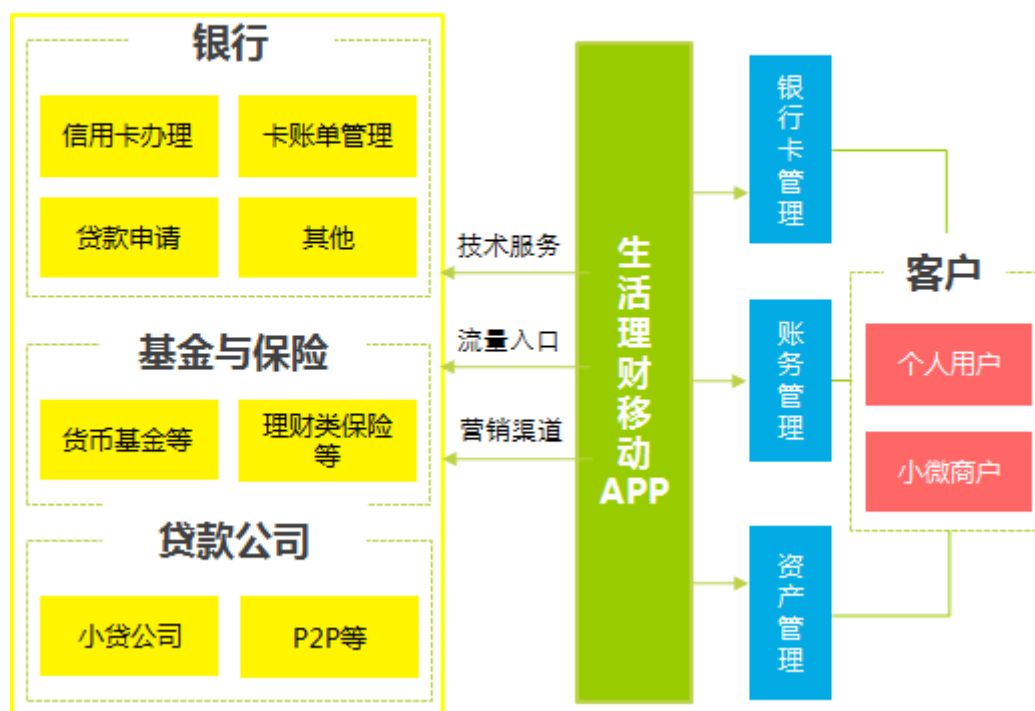 银行
信用卡办理
卡账单管理
贷款申请
其他
基金与保险
货币基金等
理财类保险
等
贷款公司
小贷公司
P2P等
技术服务
流量入口
营销渠道
生活理财移动
APP
银行卡管理
账务管理
资产管理
客户
个人用户
小微商户